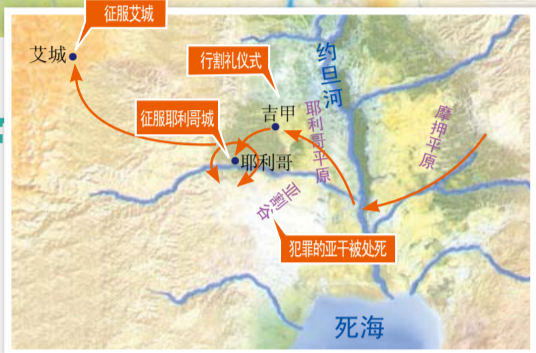 征服艾城
艾城
行割礼仪式
约旦河
吉甲
征服耶利哥城
耶利哥平原
摩押平原
耶利哥
亚割谷
犯罪的亚干被处死
死海